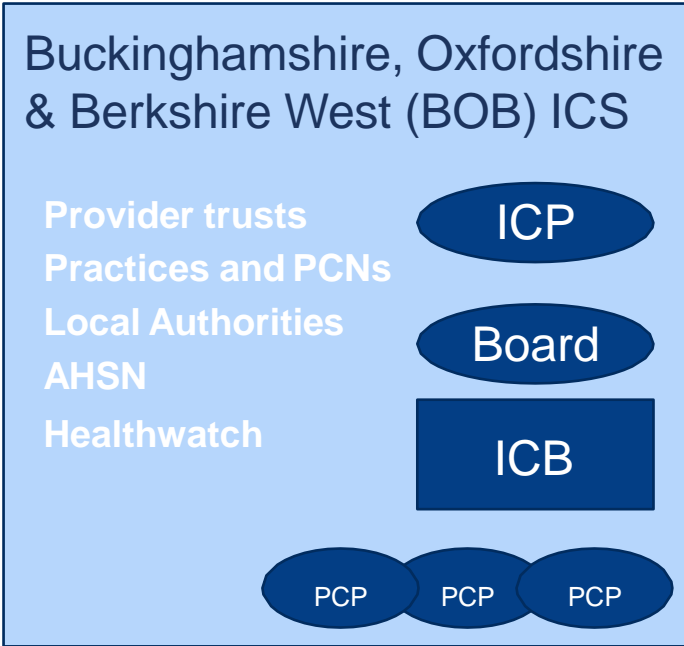 Buckinghamshire, Oxfordshire
& Berkshire West (BOB) ICS
Provider trusts
Practices and PCNs
Local Authorities
AHSN
Healthwatch
ICP
Board
ICB
PCP PCP PCP